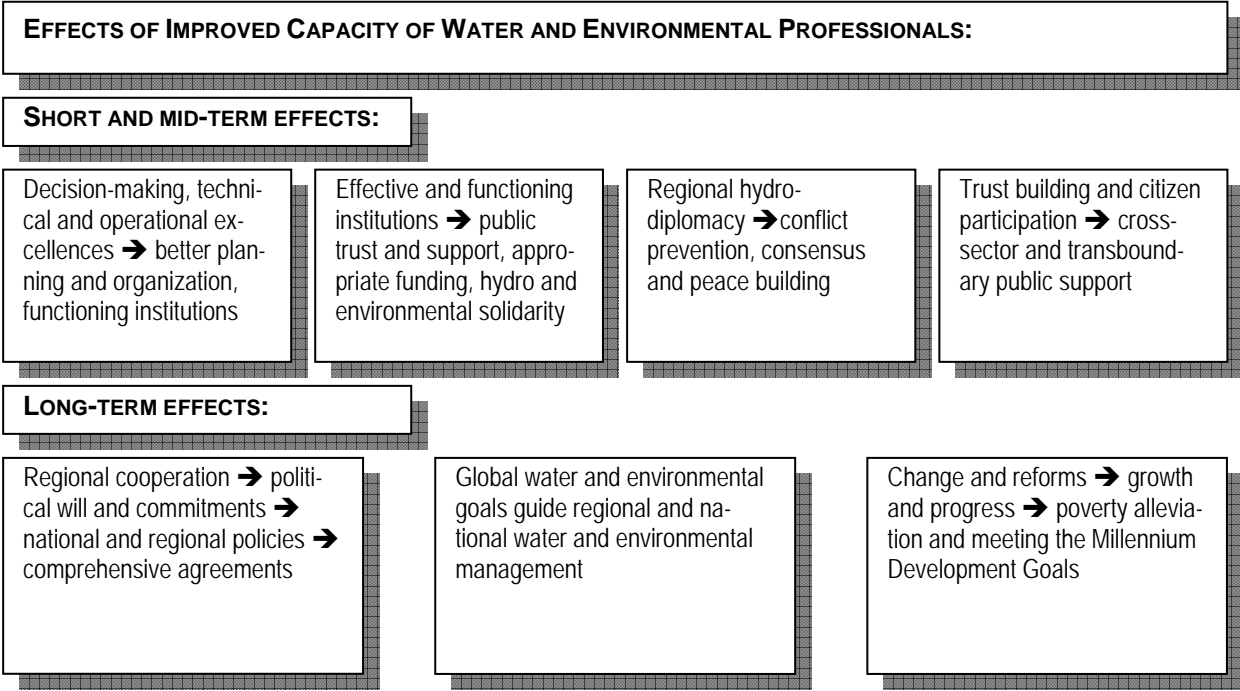 EFFECTS OF IMPROVED CAPACITY OF WATER AND ENVIRONMENTAL PROFESSIONALS:
SHORT AND MID-TERM EFFECTS:
Decision-making, techni-
cal and operational ex-
cellences ➔ better plan-
ning and organization,
functioning institutions
Effective and functioning
institutions ➔ public
trust and support, appro-
priate funding, hydro and
environmental solidarity
Regional hydro-
diplomacy ➔conflict
prevention, consensus
and peace building
Trust building and citizen
participation ➔ cross-
sector and transbound-
ary public support
LONG-TERM EFFECTS:
Regional cooperation ➔ politi-
cal will and commitments ➔
national and regional policies ➔
comprehensive agreements
Global water and environmental
goals guide regional and na-
tional water and environmental
management
Change and reforms ➔ growth
and progress ➔ poverty allevia-
tion and meeting the Millennium
Development Goals